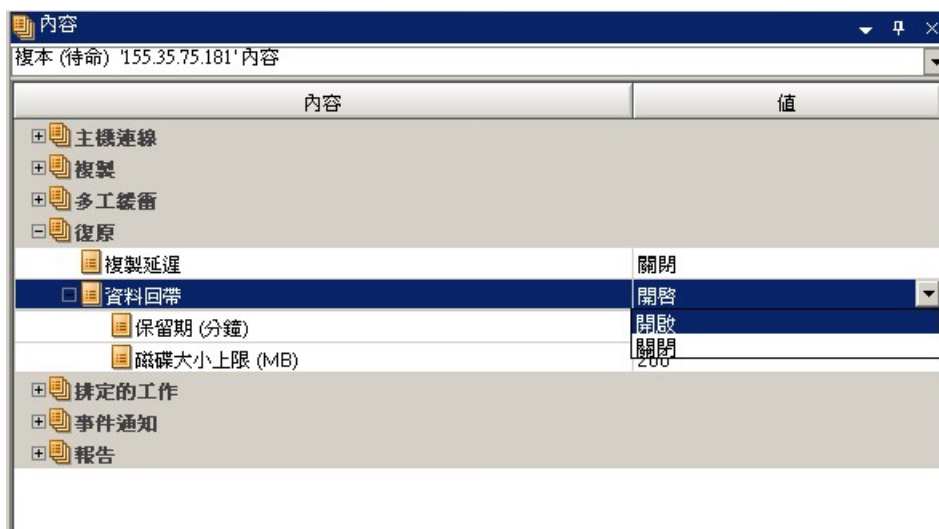 內容
複本 (待命) '155.35.75.181' 內容
內容 值
主機連線
複製
多工緩衝
復原
複製延遲 關閉
資料回帶 開啓
保留期 (分鐘) 開啟
關閉
磁碟大小上限 (MB) 200
排定的工作
事件通知
報告